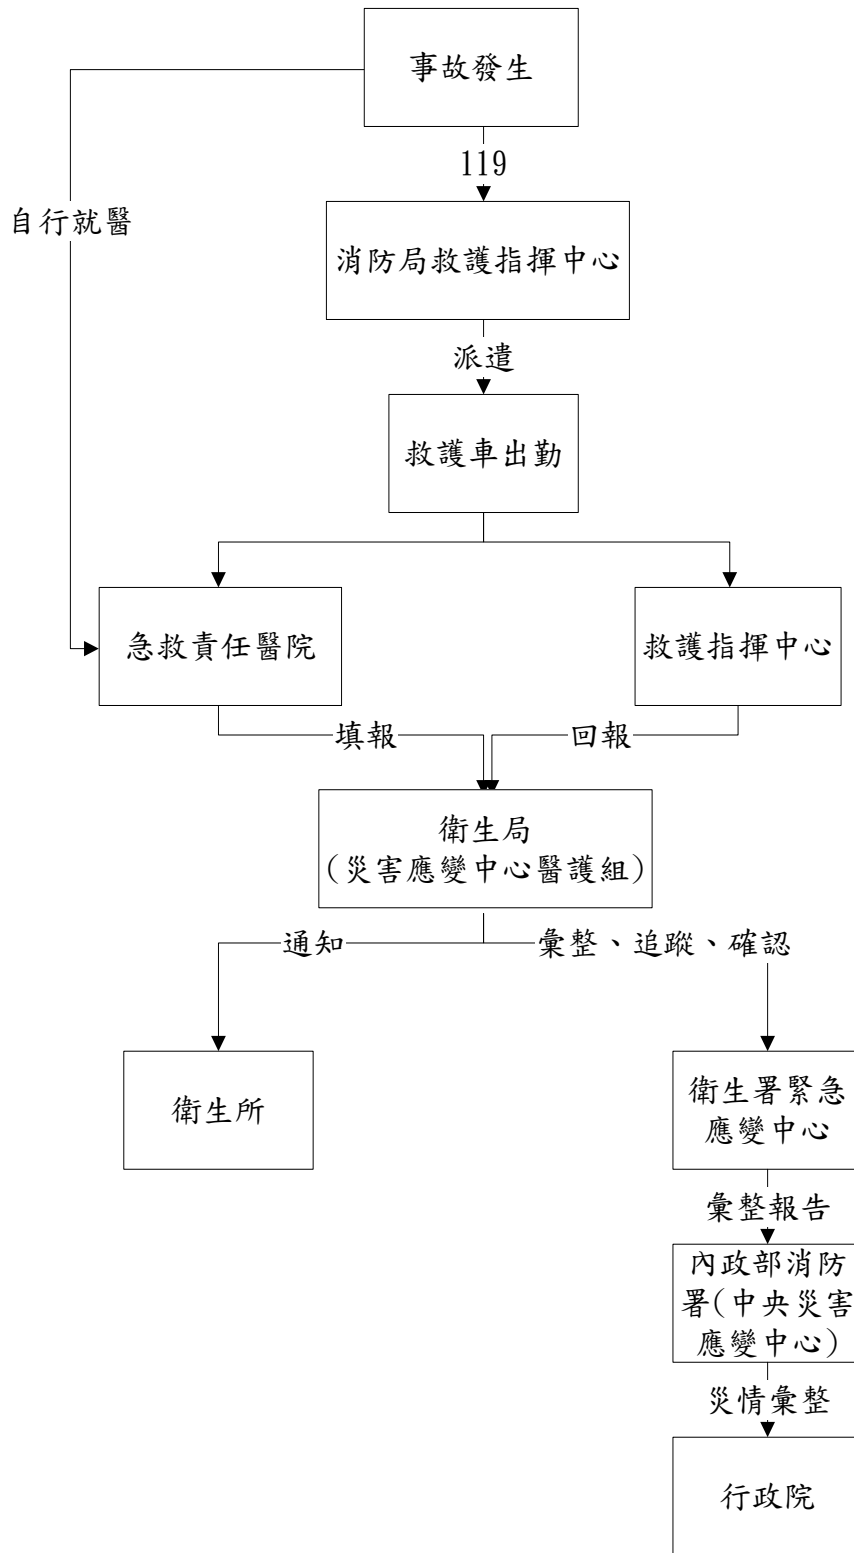 事故發生
119
自行就醫
消防局救護指揮中心
派遣
救護車出勤
急救責任醫院
救護指揮中心
填報
回報
衛生局
(災害應變中心醫護組)
通知
彙整、追蹤、確認
衛生所
衛生署緊急
應變中心
彙整報告
內政部消防
署(中央災害
應變中心)
災情彙整
行政院